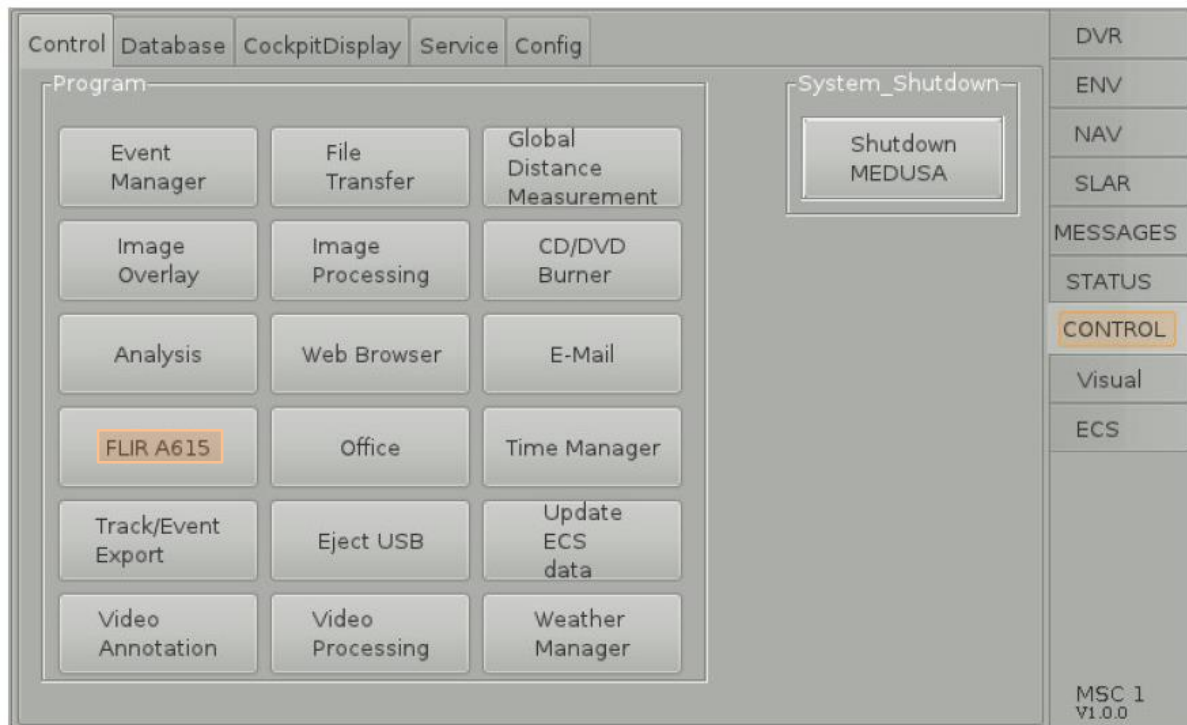 Control Database CockpitDisplay Service Config
Program
Event
Manager
File
Transfer
Global
Distance
Measurement
Image
Overlay
Image
Processing
CD/DVD
Burner
Analysis
Web Browser
E-Mail
FLIR A615
Office
Time Manager
Track/Event
Export
Eject USB
Update
ECS
data
Video
Annotation
Video
Processing
Weather
Manager
System_Shutdown
Shutdown
MEDUSA
DVR
ENV
NAV
SLAR
MESSAGES
STATUS
CONTROL
Visual
ECS
MSC 1
V1.0.0